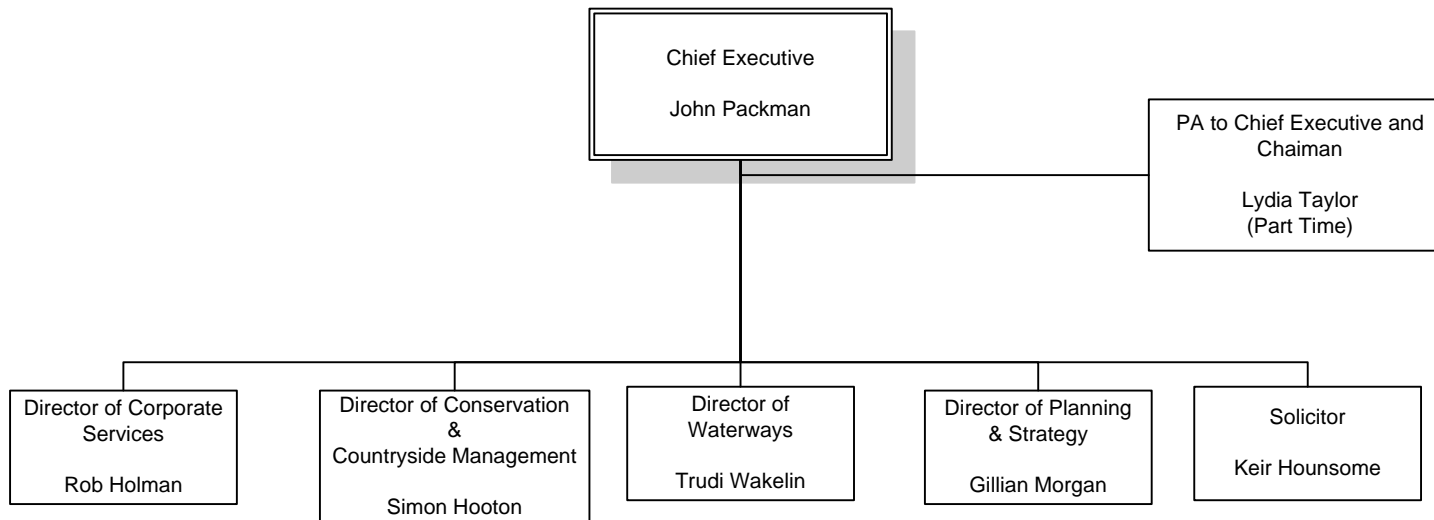 Chief Executive
John Packman
PA to Chief Executive and
Chaiman
Lydia Taylor
(Part Time)
Director of Corporate
Services
Rob Holman
Director of Conservation
&
Countryside Management
Simon Hooton
Director of
Waterways
Trudi Wakelin
Director of Planning
& Strategy
Gillian Morgan
Solicitor
Keir Hounsome